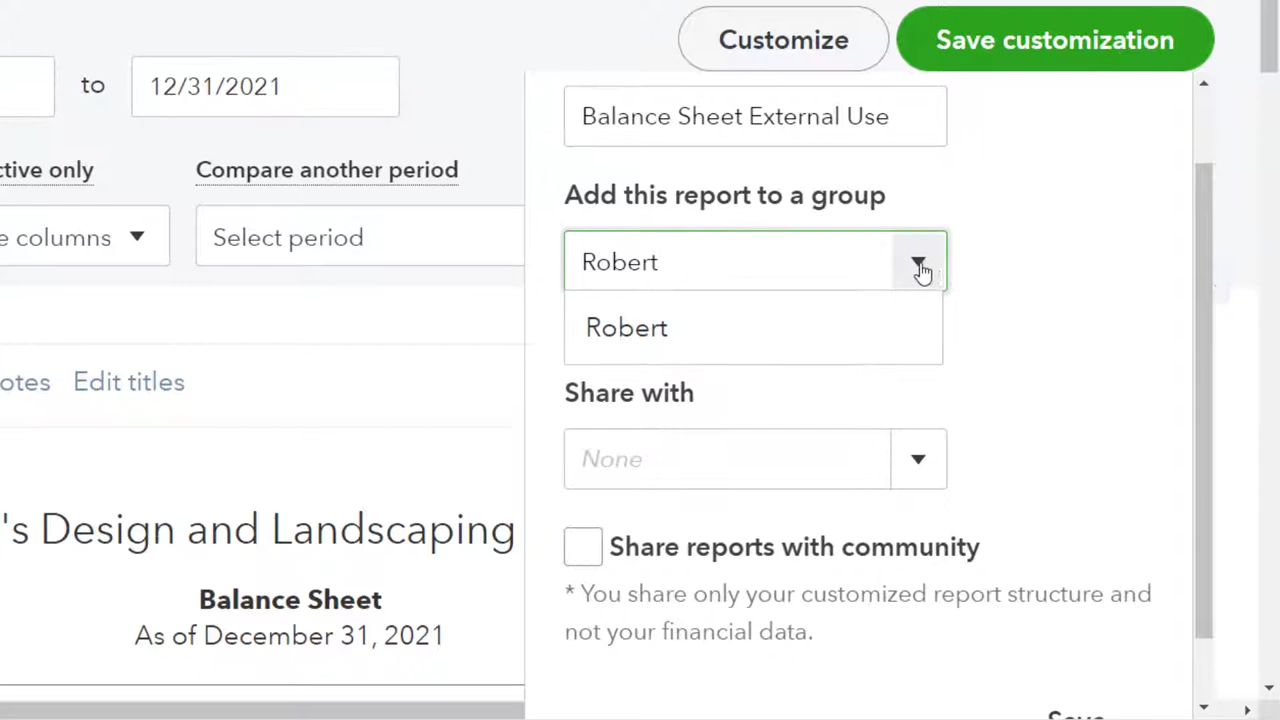 Customize
Save customization
to
12/31/2021
Balance Sheet External Use
ctive only
Compare another period
Add this report to a group
e columns
Select period
Robert
Robert
otes
Edit titles
Share with
None
's Design and Landscaping
Share reports with community
Balance Sheet
* You share only your customized report structure and
not your financial data.
As of December 31, 2021
Save